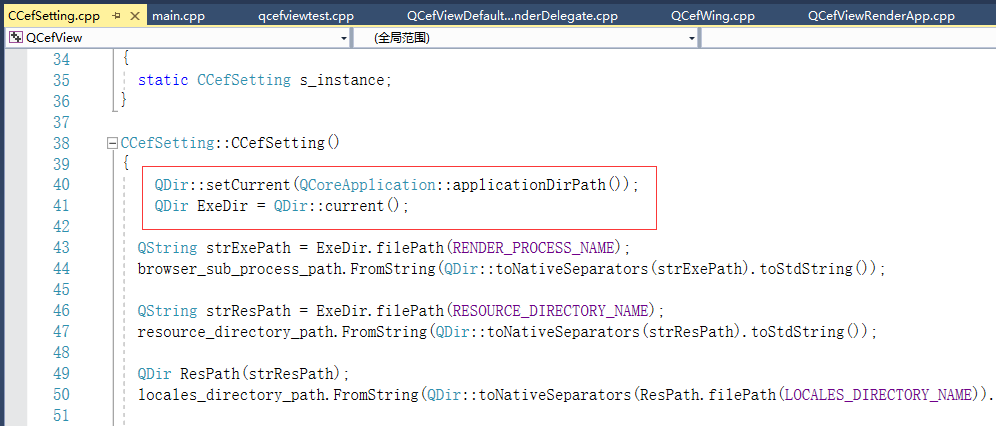 CCefSetting.cpp main.cpp qcefviewtest.cpp QCefViewDefault...nderDelegate.cpp QCefWing.cpp QCefViewRenderApp.cpp
QCefView (全局范围)
34 {
35 static CCefSetting s_instance;
36 }
37
38 CCefSetting::CCefSetting()
39 {
40 QDir::setCurrent(QCoreApplication::applicationDirPath());
41 QDir ExeDir = QDir::current();
42
43 QString strExePath = ExeDir.filePath(RENDER_PROCESS_NAME);
44 browser_sub_process_path.FromString(QDir::toNativeSeparators(strExePath).toStdString());
45
46 QString strResPath = ExeDir.filePath(RESOURCE_DIRECTORY_NAME);
47 resource_directory_path.FromString(QDir::toNativeSeparators(strResPath).toStdString());
48
49 QDir ResPath(strResPath);
50 locales_directory_path.FromString(QDir::toNativeSeparators(ResPath.filePath(LOCALES_DIRECTORY_NAME)).
51